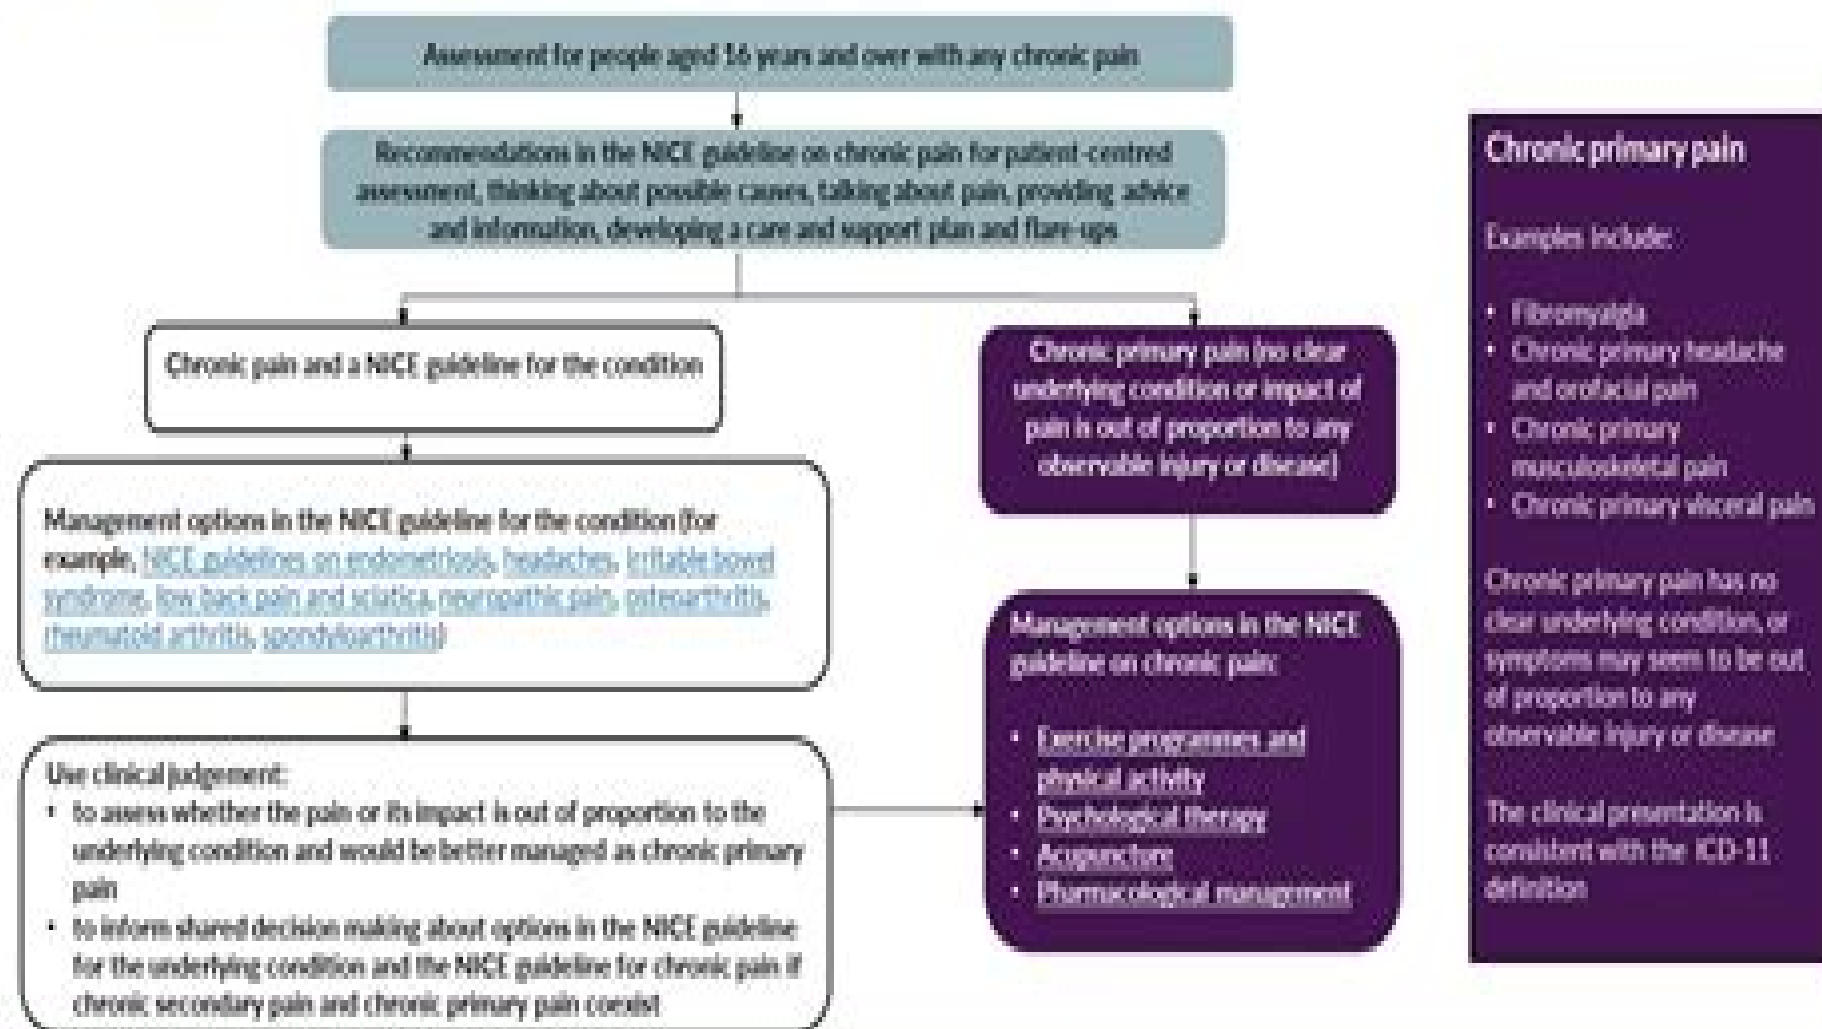 Assessment for people aged 16 years and over with any chronic pain
Recommendations in the NICE guideline on chronic pain for patient-centred
assessment, thinking about possible causes, talking about pain, providing advice
and information, developing a care and support plan and flare-ups
Chronic pain and a NICE guideline for the condition
Management options in the NICE guideline for the condition (for
example, NICE guidelines on endometriosis, headaches, irritable bowel
syndrome, low back pain and sciatica, neuropathic pain, osteoarthritis,
rheumatoid arthritis, spondyloarthritis)
Use clinical judgement:
• to assess whether the pain or its impact is out of proportion to the
underlying condition and would be better managed as chronic primary
pain
• to inform shared decision making about options in the NICE guideline
for the underlying condition and the NICE guideline for chronic pain if
chronic secondary pain and chronic primary pain coexist
Chronic primary pain (no clear
underlying condition or impact of
pain is out of proportion to any
observable injury or disease)
Management options in the NICE
guideline on chronic pain:
• Exercise programmes and
physical activity
• Psychological therapy
• Acupuncture
• Pharmacological management
Chronic primary pain
Examples include:
• Fibromyalgia
• Chronic primary headache
and orofacial pain
• Chronic primary
musculoskeletal pain
• Chronic primary visceral pain
Chronic primary pain has no
clear underlying condition, or
symptoms may seem to be out
of proportion to any
observable injury or disease
The clinical presentation is
consistent with the ICD-11
definition